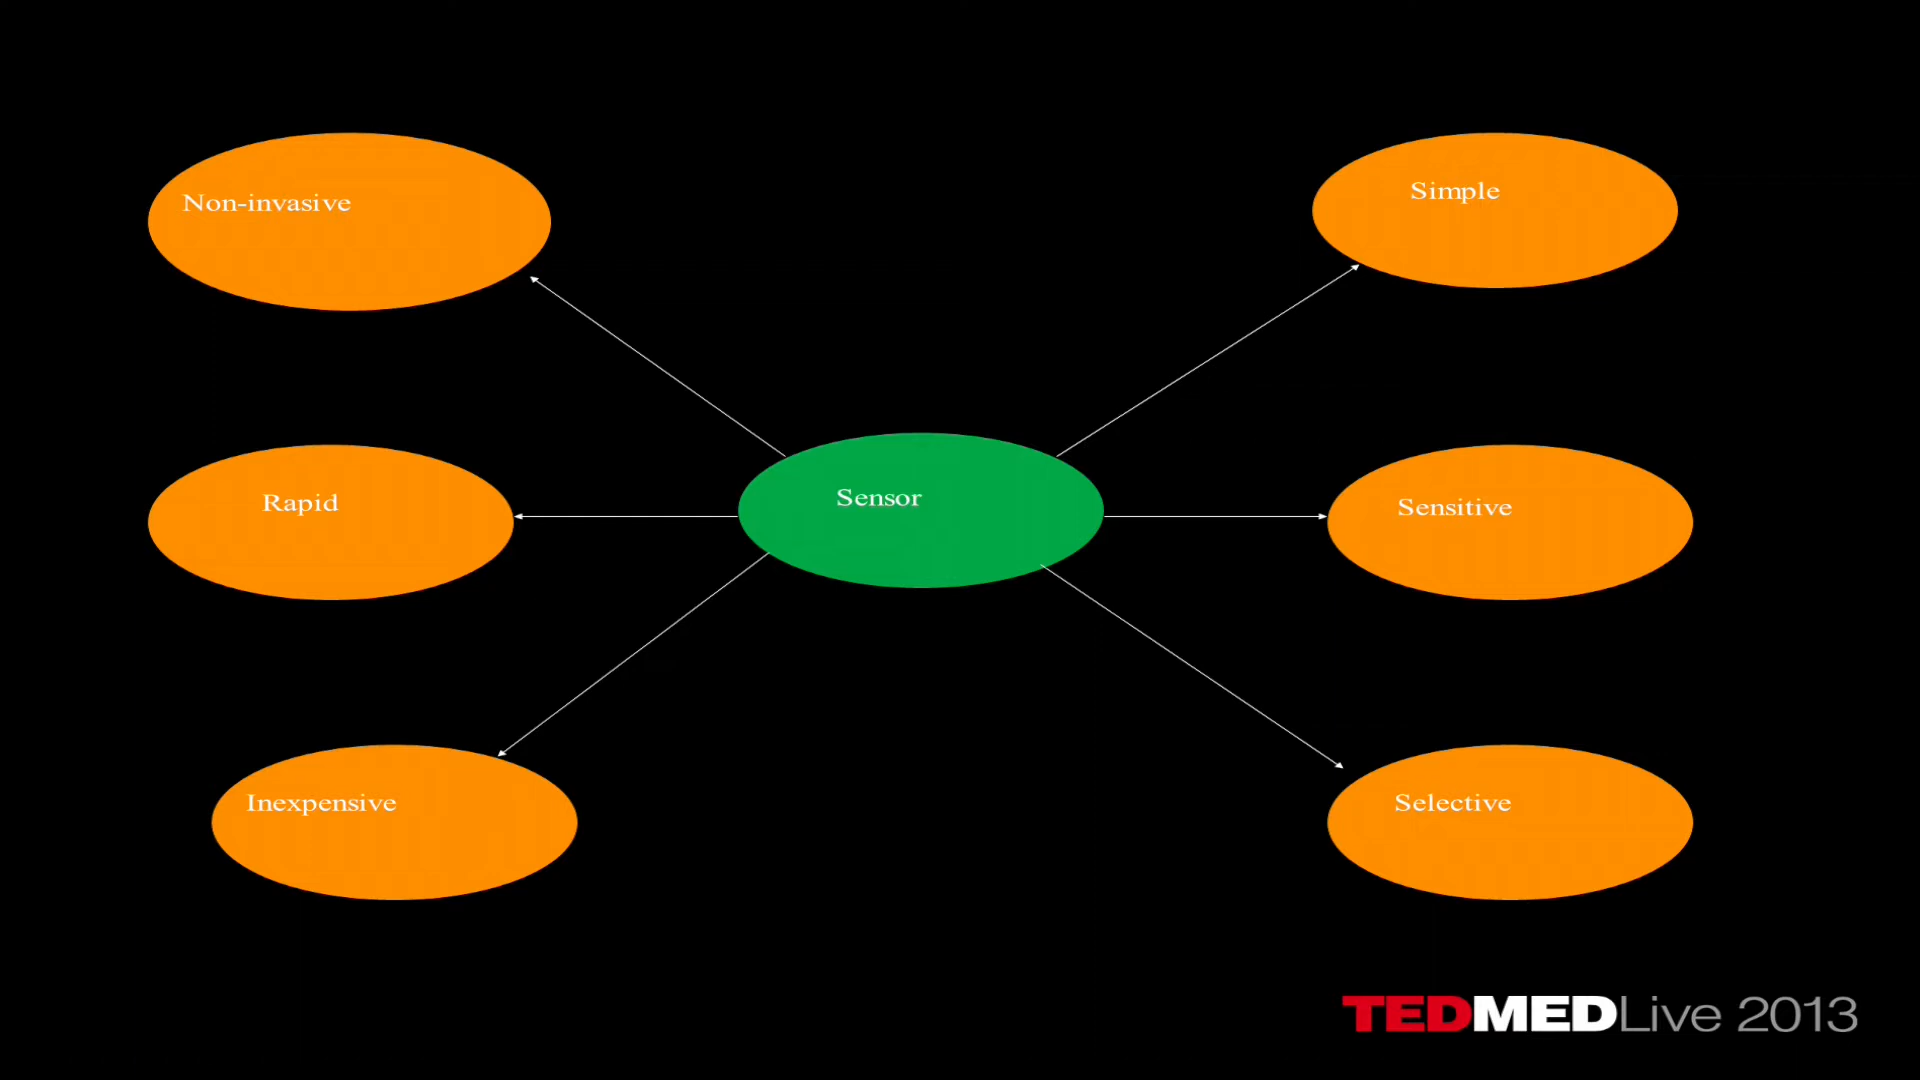 Non-invasive
Simple
Sensor
Rapid
Sensitive
Inexpensive
Selective
TEDMEDLive 2013